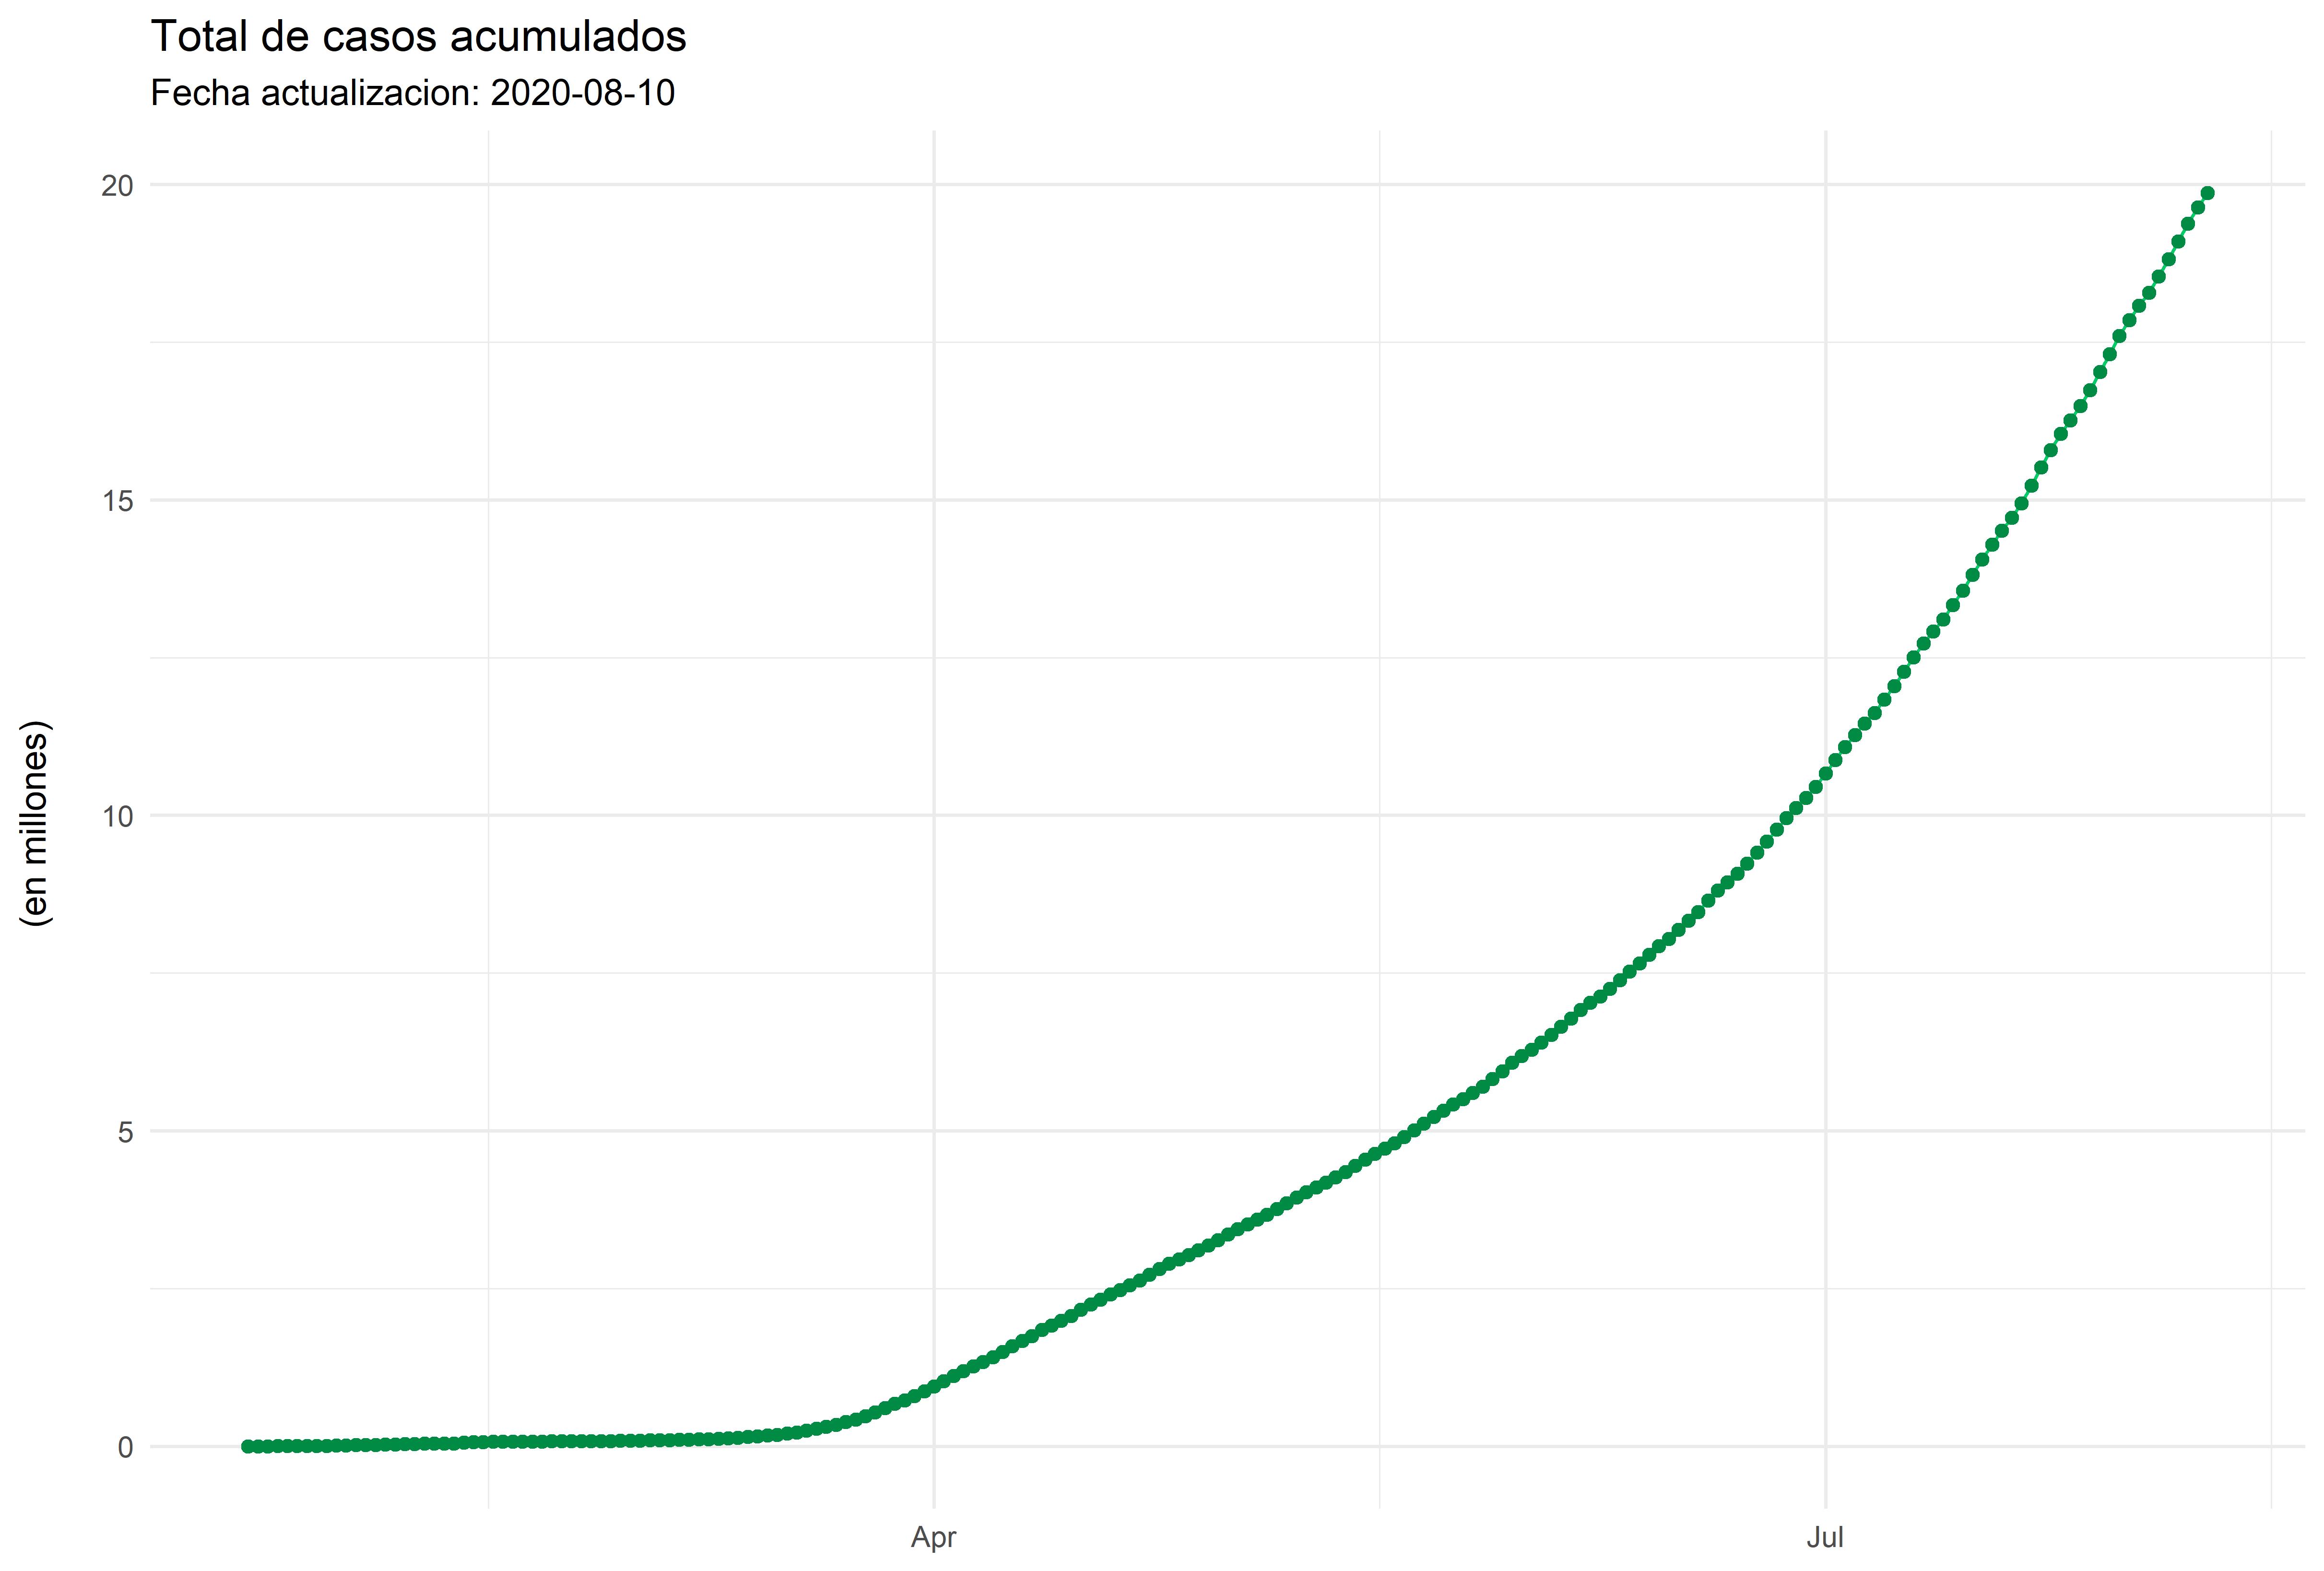 Total de casos acumulados
Fecha actualizacion: 2020-08-10
(en millones)
20
15
10
5
0
Apr
Jul